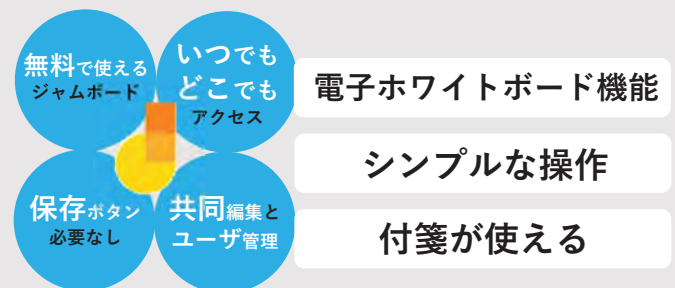 無料で使える
ジャムボード
いつでも
どこでも
アクセス
保存ボタン
必要なし
共同編集と
ユーザ管理
電子ホワイトボード機能
シンプルな操作
付箋が使える